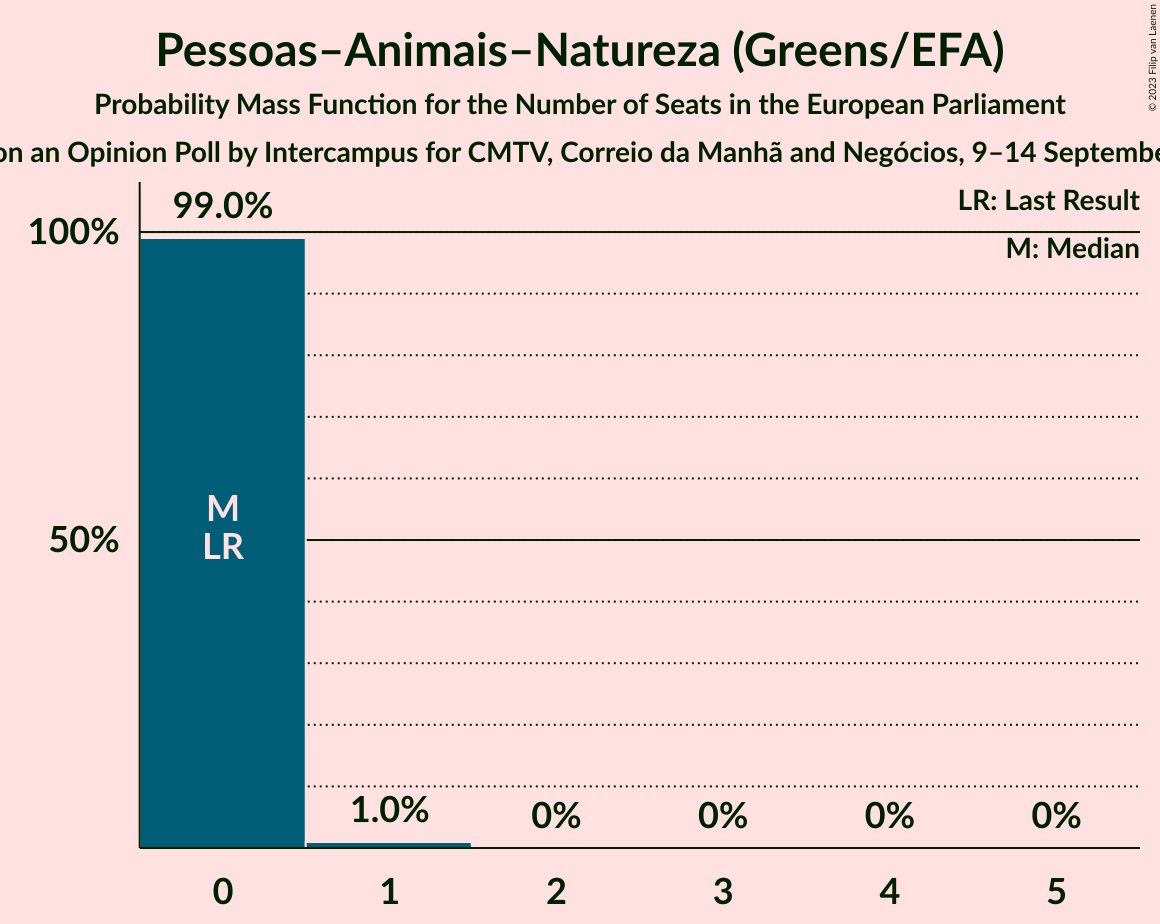 Pessoas–Animais–Natureza (Greens/EFA)
Probability Mass Function for the Number of Seats in the European Parliament
on an Opinion Poll by Intercampus for CMTV, Correio da Manhã and Negócios, 9–14
© 2023 Filip van Laenen
LR: Last Result
M: Median
99.0%
100%
50%
M
LR
1.0%
0%
0%
0%
0%
0
1
2
3
4
5